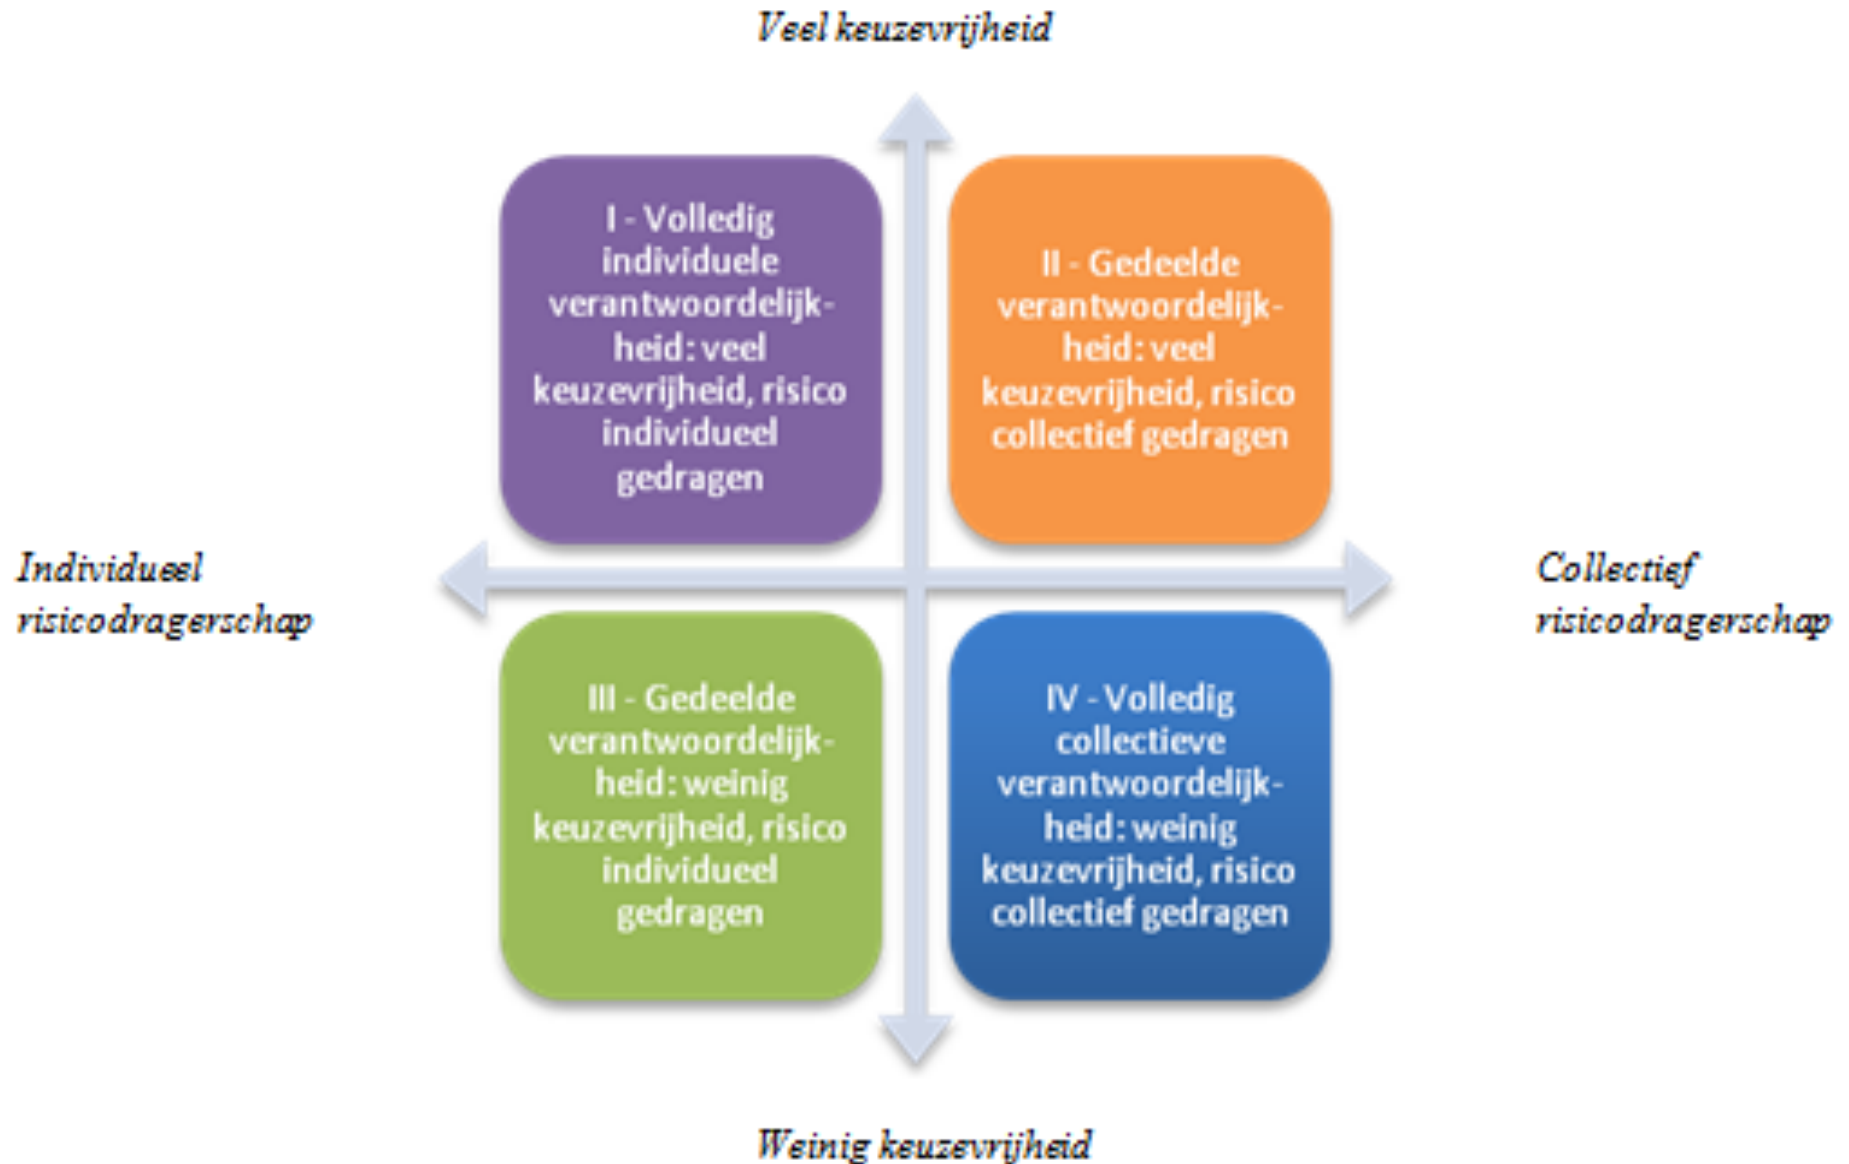 Veel keuzevrijheid
I - Volledig
individuele
verantwoordelijk-
heid: veel
keuzevrijheid, risico
individueel
gedragen
II - Gedeelde
verantwoordelijk-
heid: veel
keuzevrijheid, risico
collectief gedragen
Individueel
risicodragerschap
Collectief
risicodragerschap
III - Gedeelde
verantwoordelijk-
heid: weinig
keuzevrijheid, risico
individueel
gedragen
IV - Volledig
collectieve
verantwoordelijk-
heid: weinig
keuzevrijheid, risico
collectief gedragen
Weinig keuzevrijheid